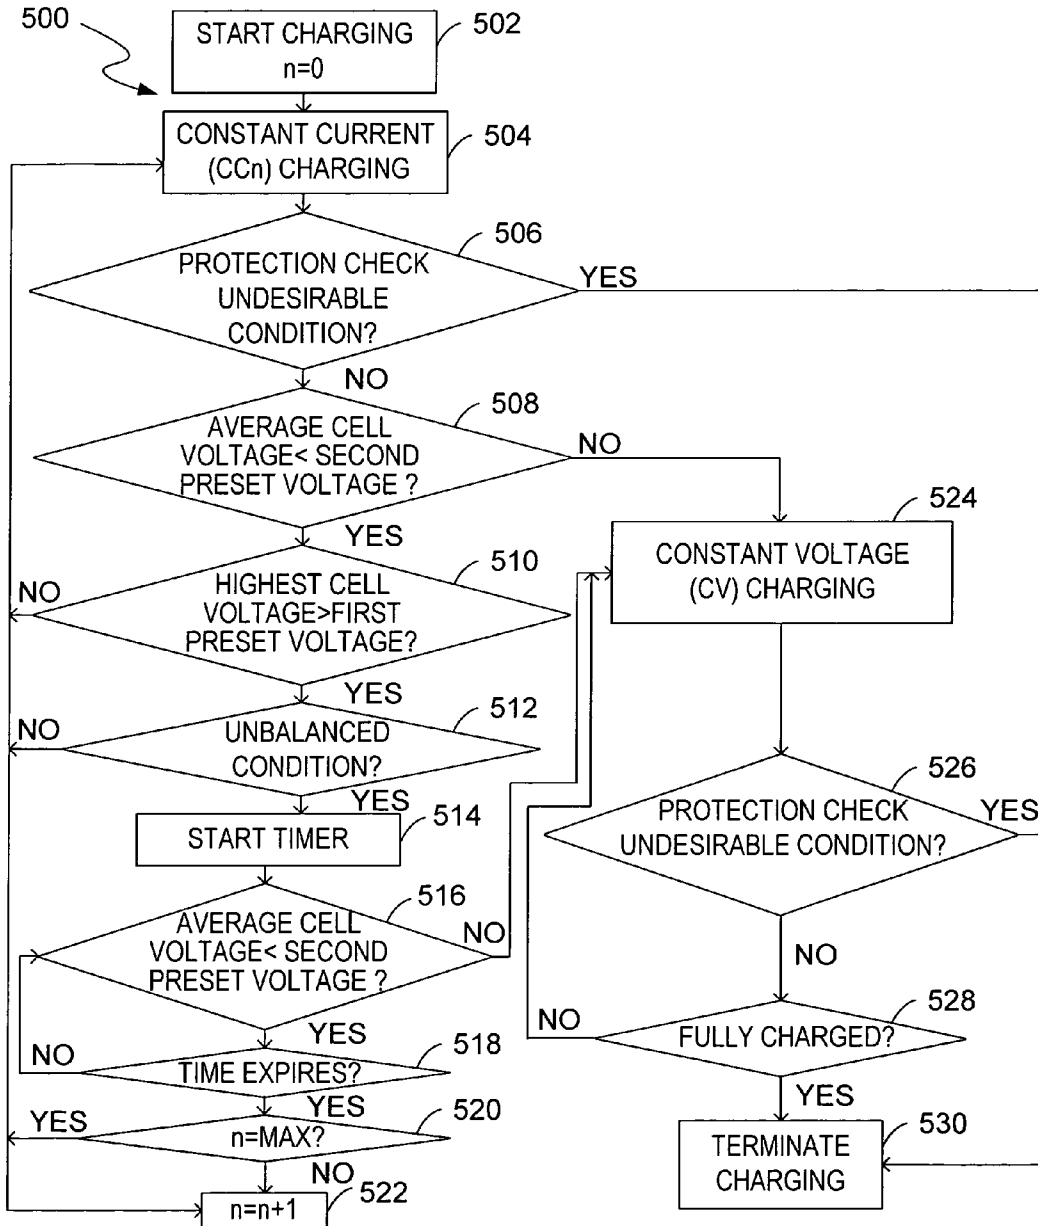 500
START CHARGING
n=0
502
CONSTANT CURRENT
(CCn) CHARGING
504
PROTECTION CHECK
UNDESIRABLE
CONDITION?
506
YES
NO
AVERAGE CELL
VOLTAGE< SECOND
PRESET VOLTAGE ?
508
NO
YES
HIGHEST CELL
VOLTAGE>FIRST
PRESET VOLTAGE?
510
NO
YES
UNBALANCED
CONDITION?
512
NO
YES
START TIMER
514
AVERAGE CELL
VOLTAGE< SECOND
PRESET VOLTAGE ?
516
NO
YES
TIME EXPIRES?
518
NO
YES
n=MAX?
520
YES
NO
n=n+1
522
CONSTANT VOLTAGE
(CV) CHARGING
524
PROTECTION CHECK
UNDESIRABLE CONDITION?
526
YES
NO
FULLY CHARGED?
528
NO
YES
TERMINATE
CHARGING
530